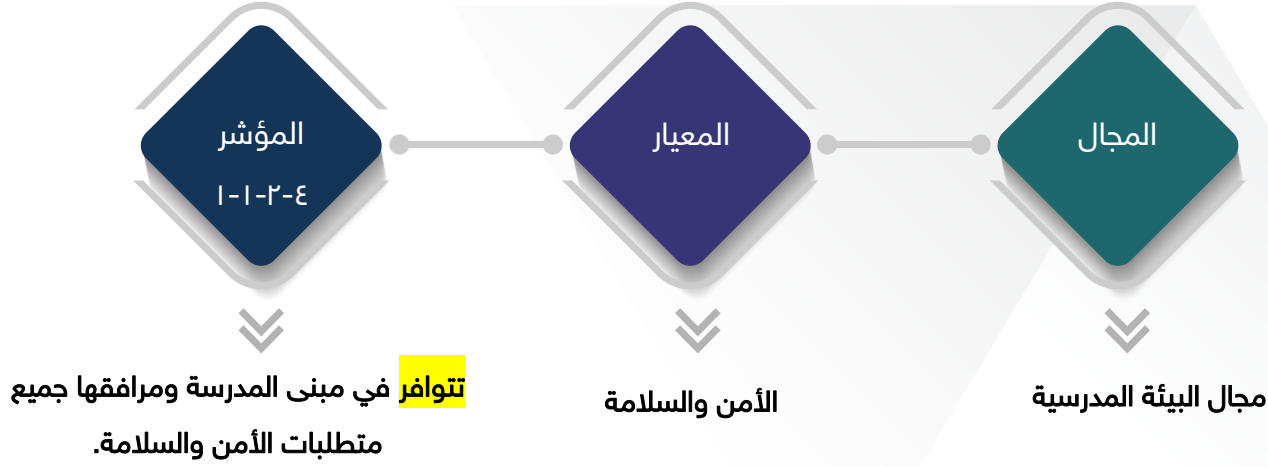 المجال
المعيار
المؤشر
٤-٢-١-١
مجال البيئة المدرسية
الأمن والسلامة
تتوافر في مبنى المدرسة ومرافقها جميع
متطلبات الأمن والسلامة.